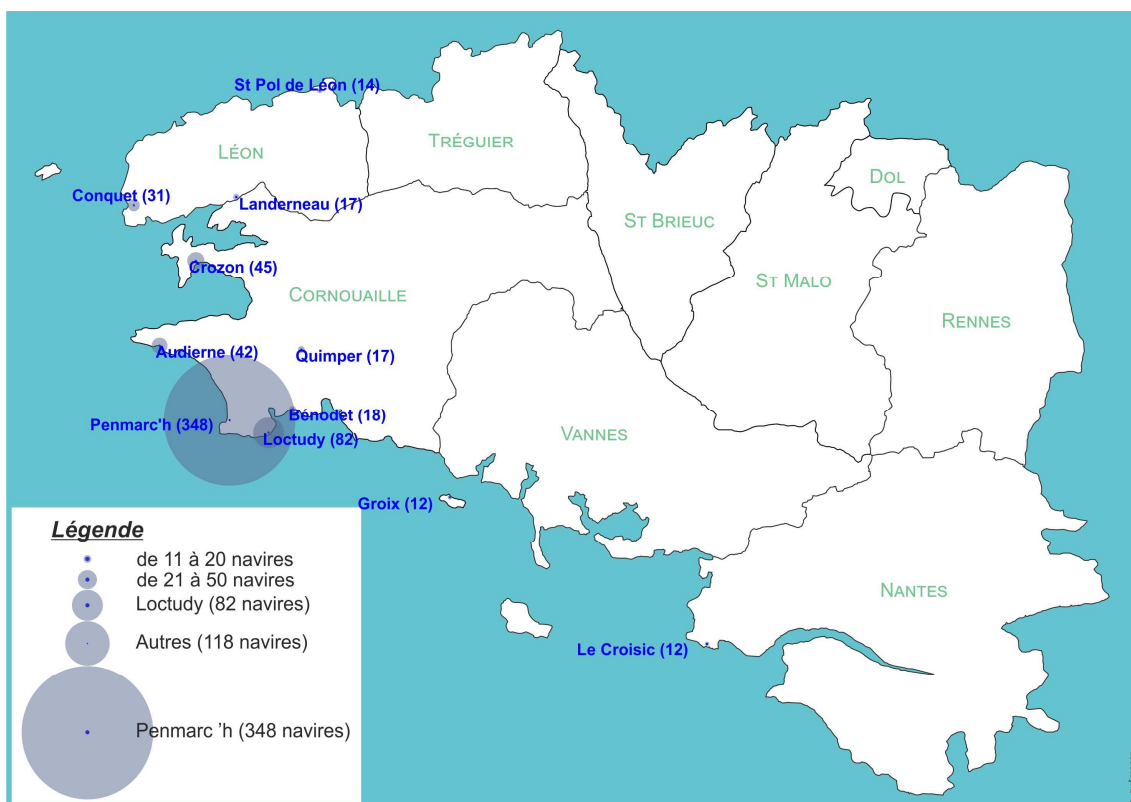 St Pol de Léon (14)
TRÉGUIER
LÉON
DOL
Conquet (31)
Landerneau (17)
ST BRIEUC
Crozon (45)
ST MALO
CORNOUAILLE
RENNES
Audierne (42)
Quimper (17)
Bénodet (18)
Penmarc'h (348)
Loctudy (82)
VANNES
Groix (12)
NANTES
Le Croisic (12)
Légende
de 11 à 20 navires
de 21 à 50 navires
Loctudy (82 navires)
Autres (118 navires)
Penmarc 'h (348 navires)